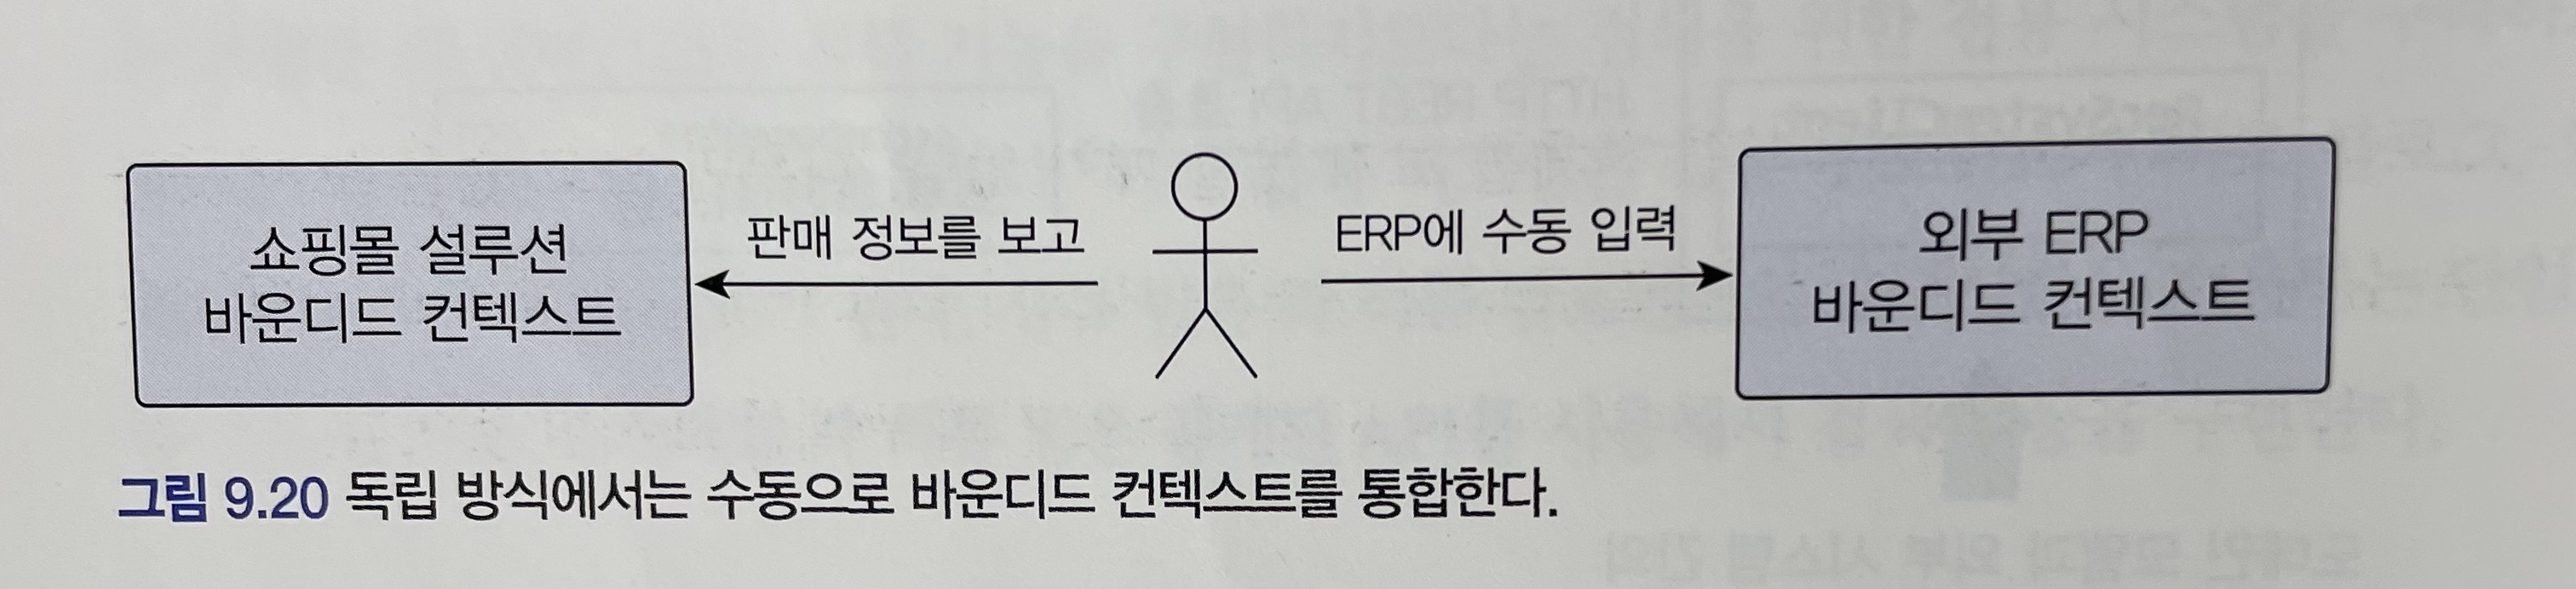 쇼핑몰 설루션
바운디드 컨텍스트
판매 정보를 보고
ERP에 수동 입력
외부 ERP
바운디드 컨텍스트
그림 9.20 독립 방식에서는 수동으로 바운디드 컨텍스트를 통합한다.